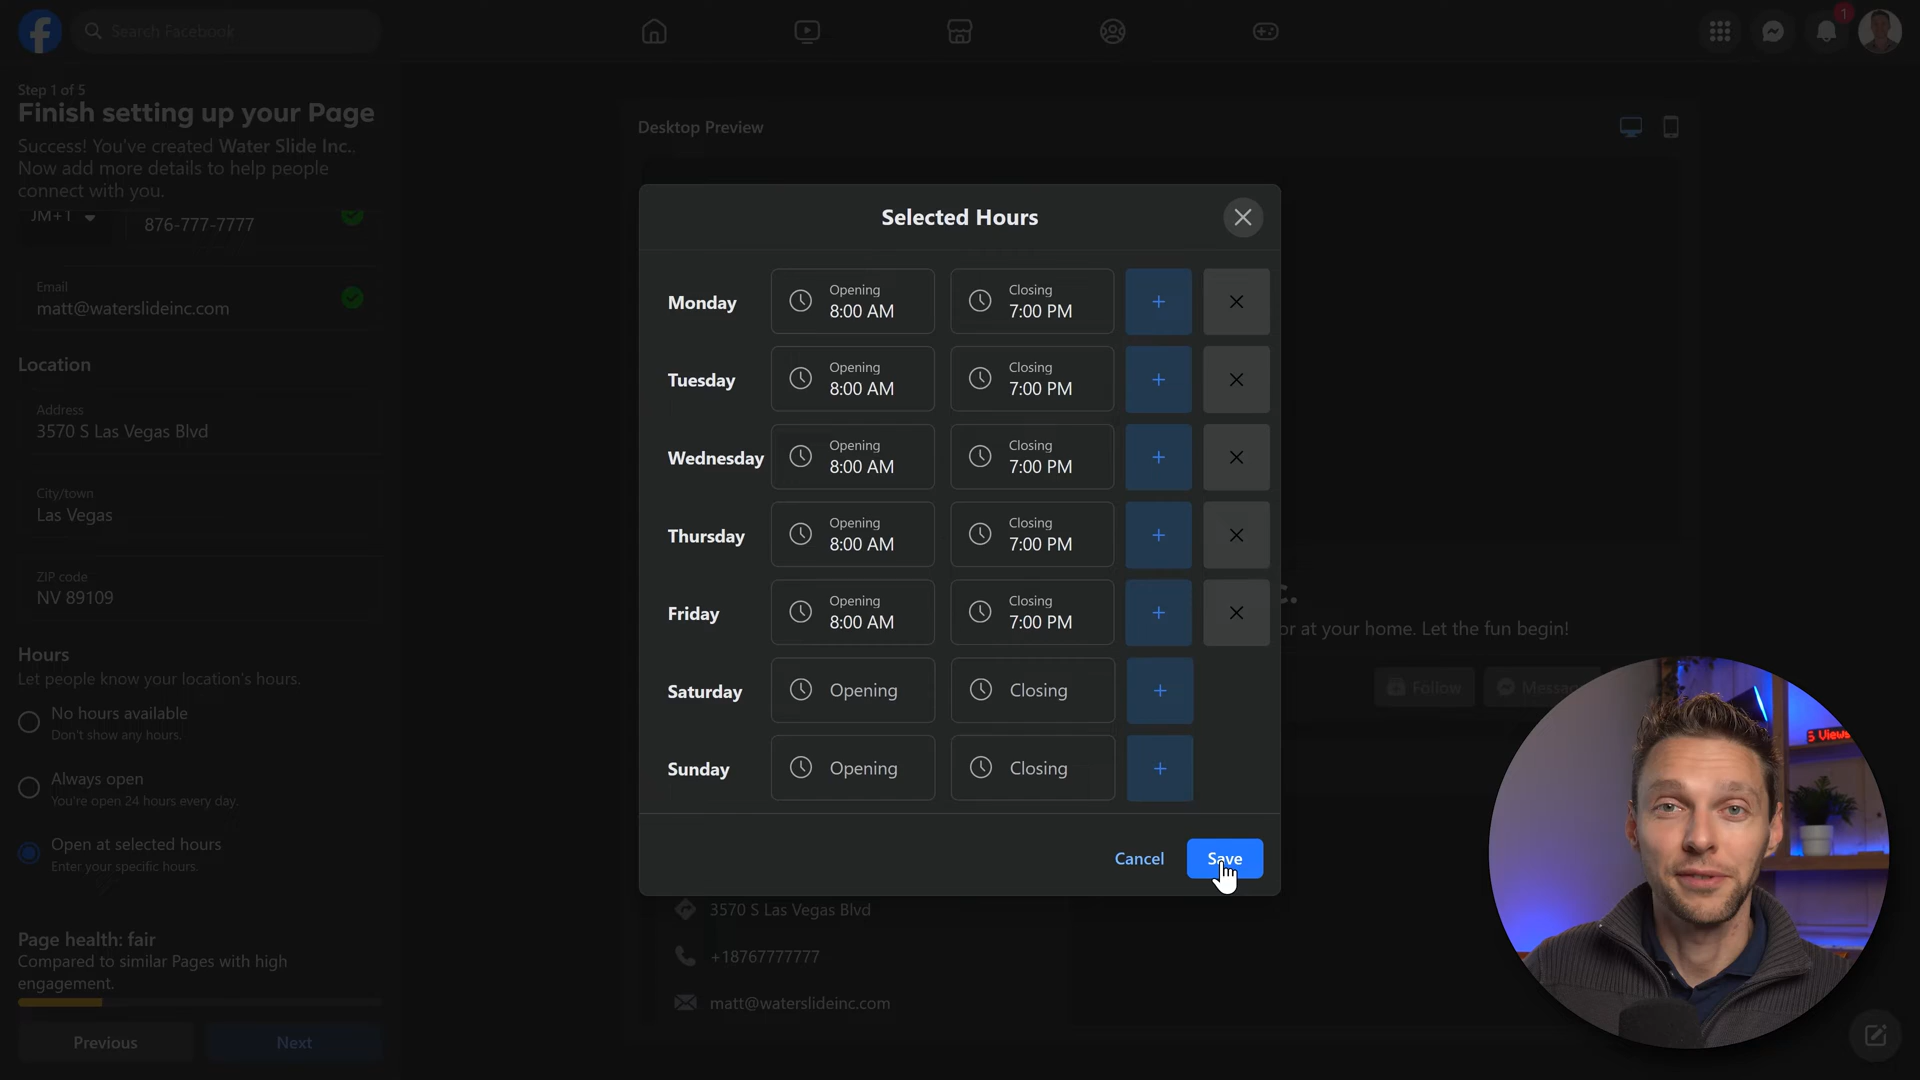 Search Facebook
1
Step 1 of 5
Finish setting up your Page
Success! You've created Water Slide Inc..
Now add more details to help people
connect with you.
JM+1
876-777-7777
Email
matt@waterslideinc.com
Location
Address
3570 S Las Vegas Blvd
City/town
Las Vegas
ZIP code
NV 89109
Hours
Let people know your location's hours.
No hours available
Don't show any hours.
Always open
You're open 24 hours every day.
Open at selected hours
Enter your specific hours.
Page health: fair
Compared to similar Pages with high
engagement.
Previous
Next
Desktop Preview
Selected Hours
Monday
Opening
8:00 AM
Closing
7:00 PM
Tuesday
Opening
8:00 AM
Closing
7:00 PM
Wednesday
Opening
8:00 AM
Closing
7:00 PM
Thursday
Opening
8:00 AM
Closing
7:00 PM
Friday
Opening
8:00 AM
Closing
7:00 PM
Saturday
Opening
Closing
Sunday
Opening
Closing
Cancel
Save
c.
or at your home. Let the fun begin!
Follow
Messag
5 Views
3570 S Las Vegas Blvd
+18767777777
matt@waterslideinc.com